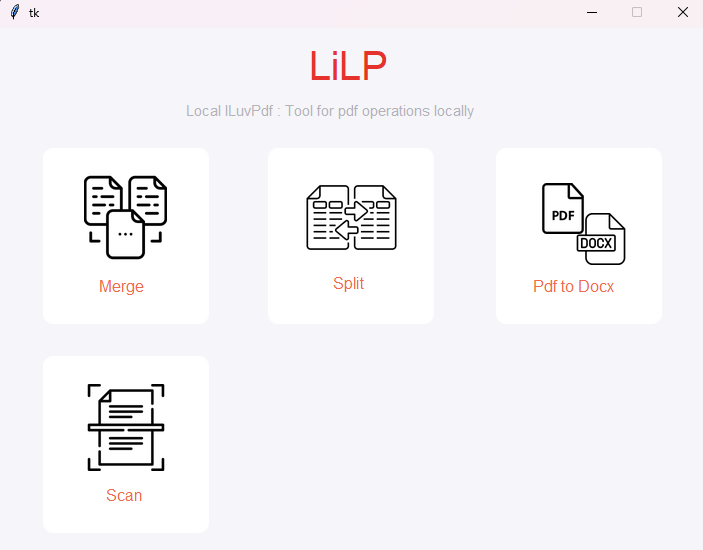 tk
LiLP
Local ILuvPdf : Tool for pdf operations locally
Merge
Split
PDF
DOCX
Pdf to Docx
Scan